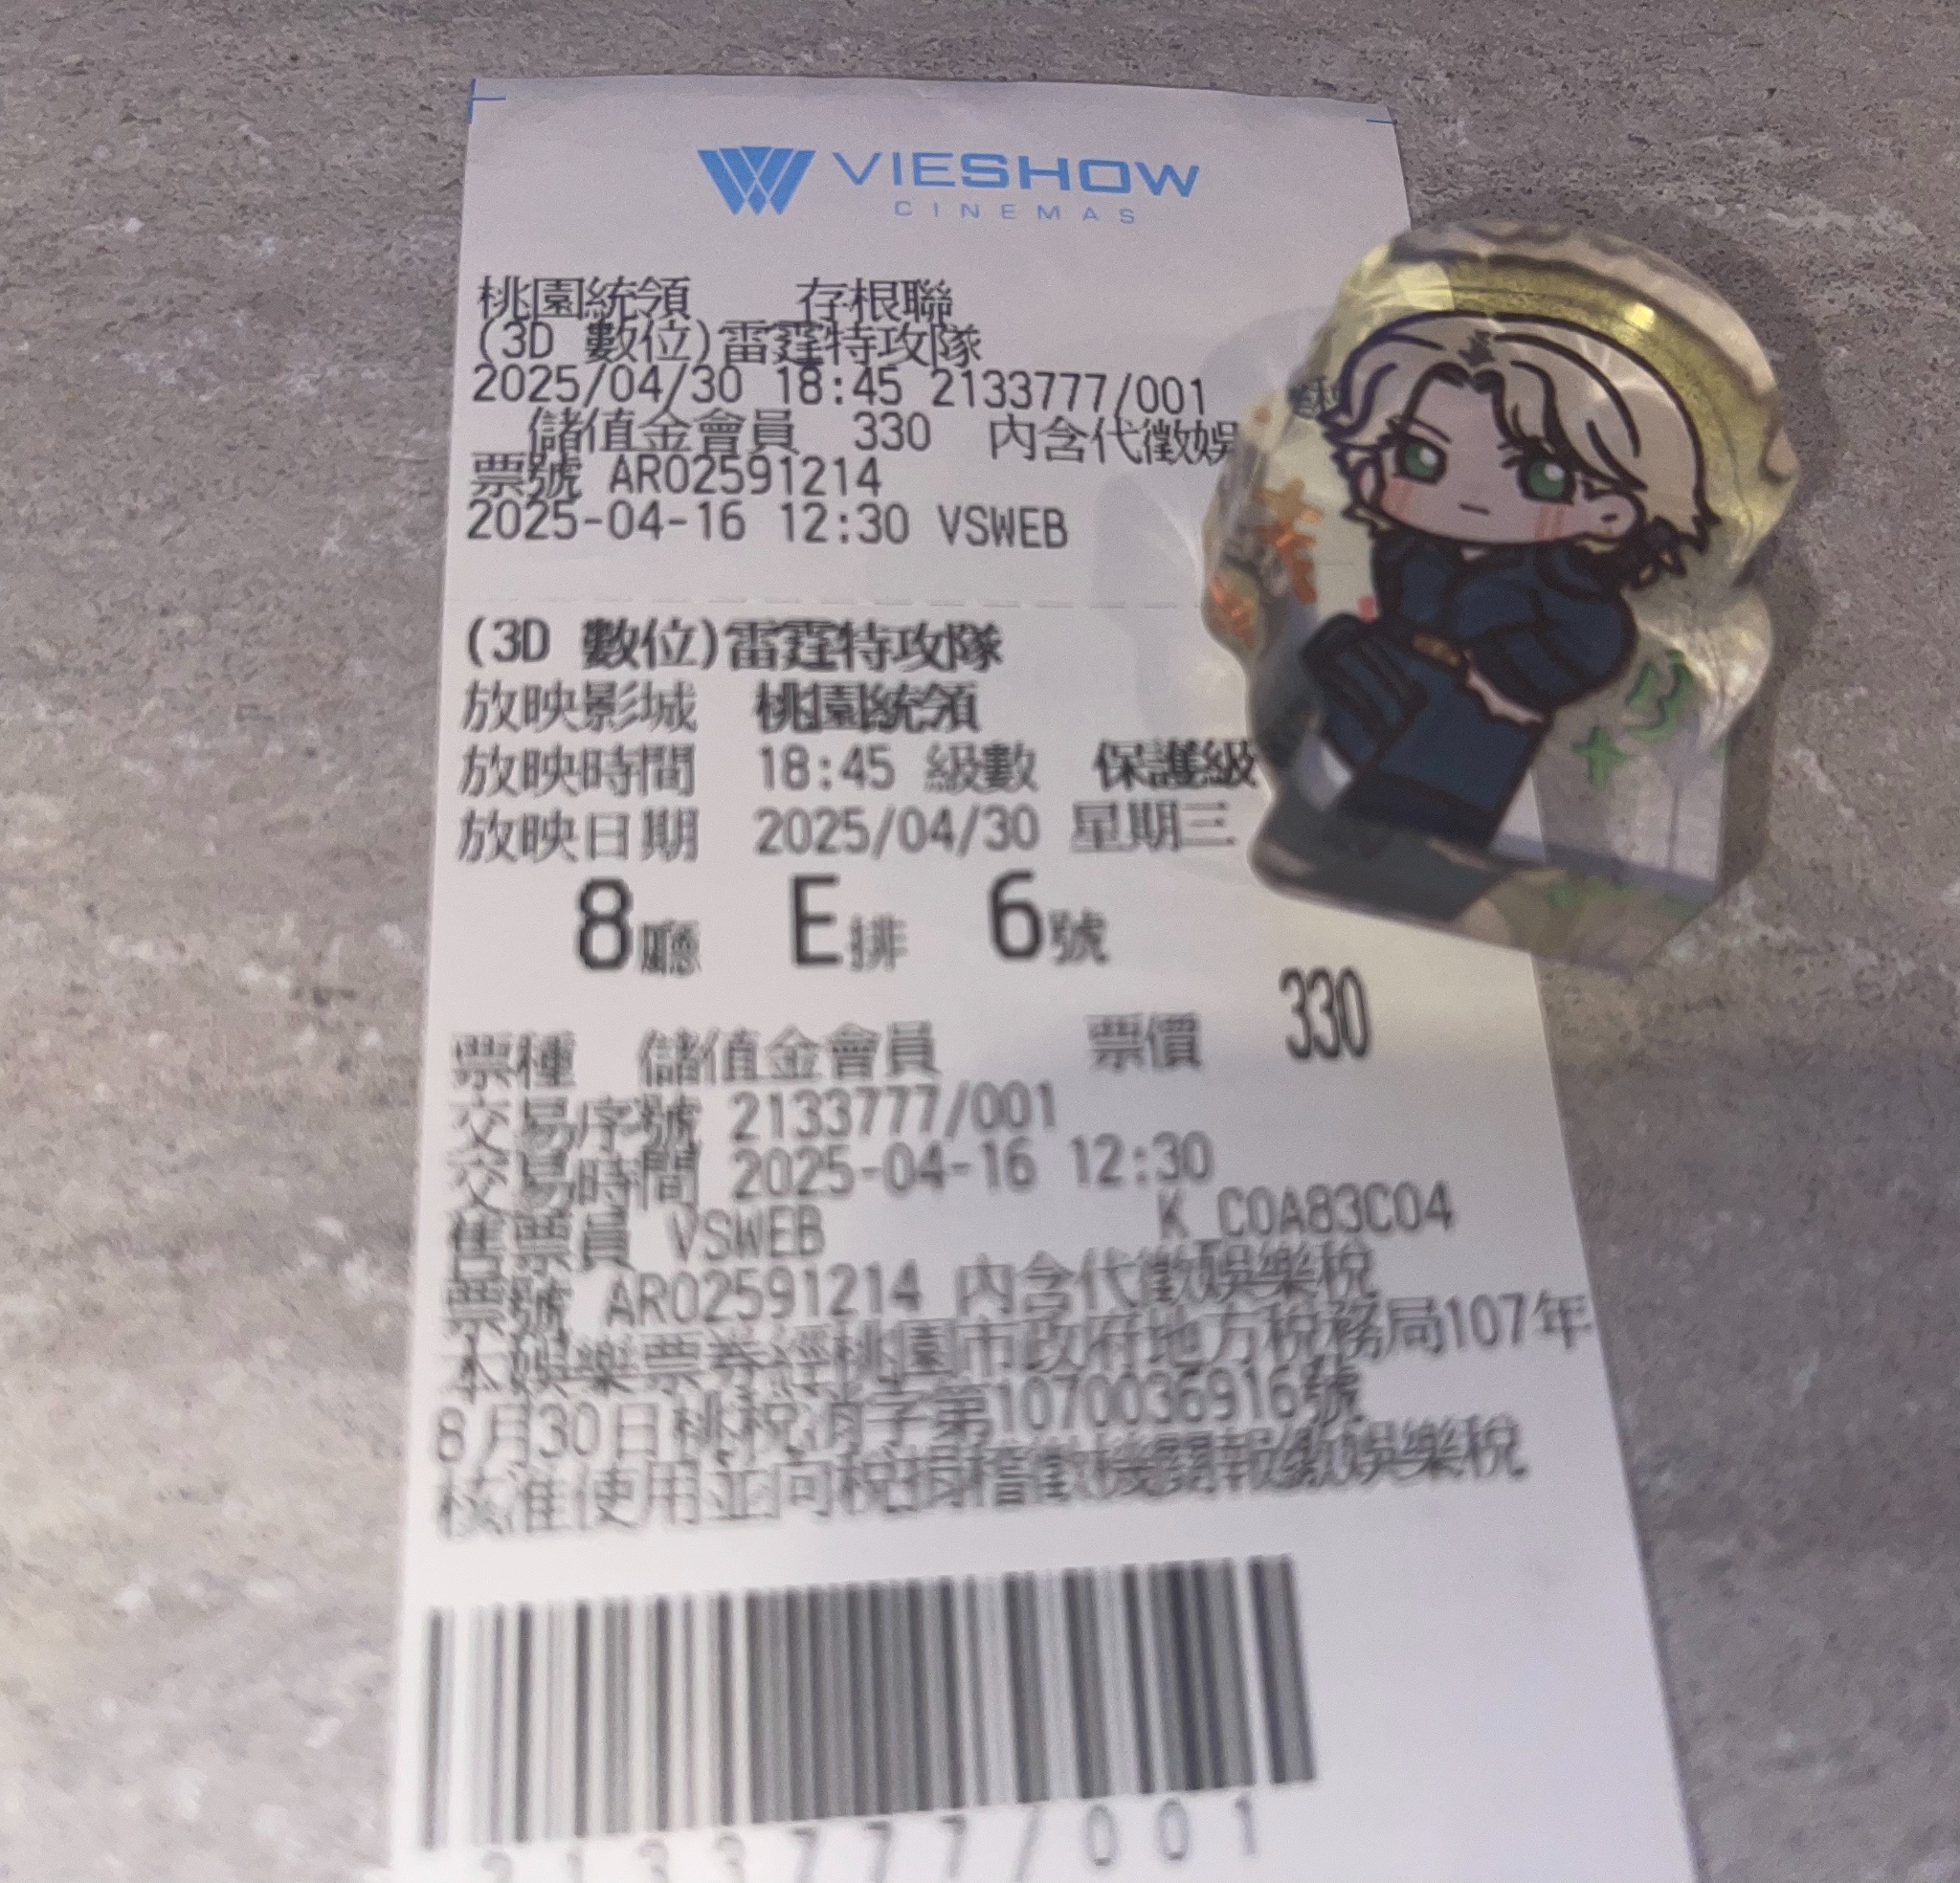 VIESHOW
CINEMAS
桃園統領 存根聯
(3D 數位)雷霆特攻隊
2025/04/30 18:45 2133777/001
儲值金會員 330 內含代徵娛
票號 AR02591214
2025-04-16 12:30 VSWEB
(3D 數位)雷霆特攻隊
放映影城 桃園統領
放映時間 18:45 級數 保護級
放映日期 2025/04/30 星期三
8廳 E排 6號
票種 儲值金會員 票價 330
交易序號 2133777/001
交易時間 2025-04-16 12:30
售票員 VSWEB K C0A83C04
票號 AR02591214 內含代徵娛樂稅
本娛樂票券經桃園市政府地方稅務局107年
8月30日桃稅消字第1070036916號
核准使用並向稅捐稽徵機關報繳娛樂稅
2133777/001